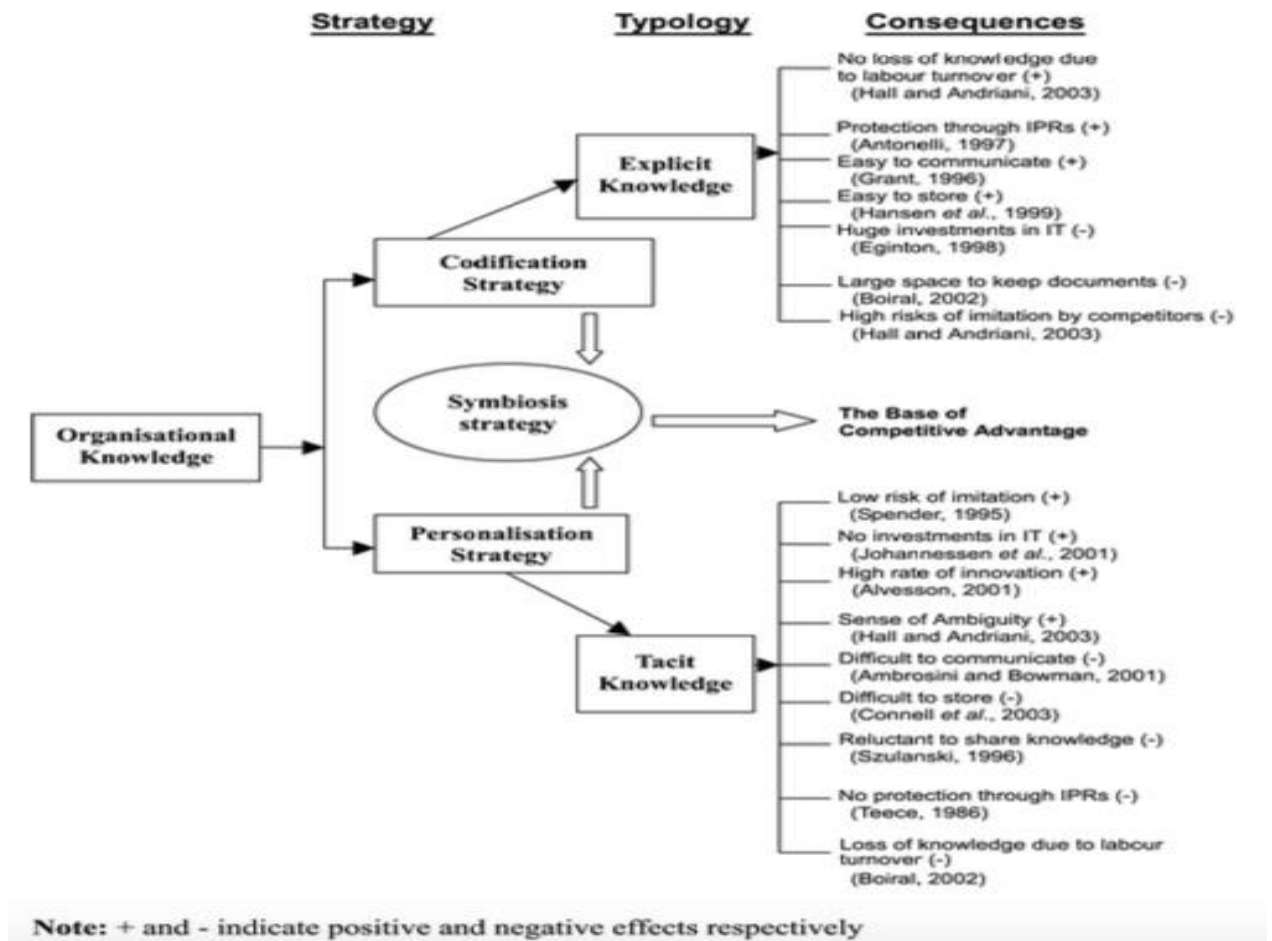 Strategy
Typology
Consequences
No loss of knowledge due
to labour turnover (+)
(Hall and Andriani, 2003)
Protection through IPRs (+)
(Antonelli, 1997)
Explicit
Knowledge
Easy to communicate (+)
(Grant, 1996)
Easy to store (+)
(Hansen et al., 1999)
Huge investments in IT (-)
(Eginton, 1998)
Codification
Strategy
Large space to keep documents (-)
(Boiral, 2002)
High risks of imitation by competitors (-)
(Hall and Andriani, 2003)
Symbiosis
strategy
The Base of
Competitive Advantage
Organisational
Knowledge
Low risk of imitation (+)
(Spender, 1995)
Personalisation
Strategy
No investments in IT (+)
(Johannessen et al., 2001)
High rate of innovation (+)
(Alvesson, 2001)
Sense of Ambiguity (+)
(Hall and Andriani, 2003)
Tacit
Knowledge
Difficult to communicate (-)
(Ambrosini and Bowman, 2001)
Difficult to store (-)
(Connell et al., 2003)
Reluctant to share knowledge (-)
(Szulanski, 1996)
No protection through IPRs (-)
(Teece, 1986)
Loss of knowledge due to labour
turnover (-)
(Boiral, 2002)
Note: + and - indicate positive and negative effects respectively